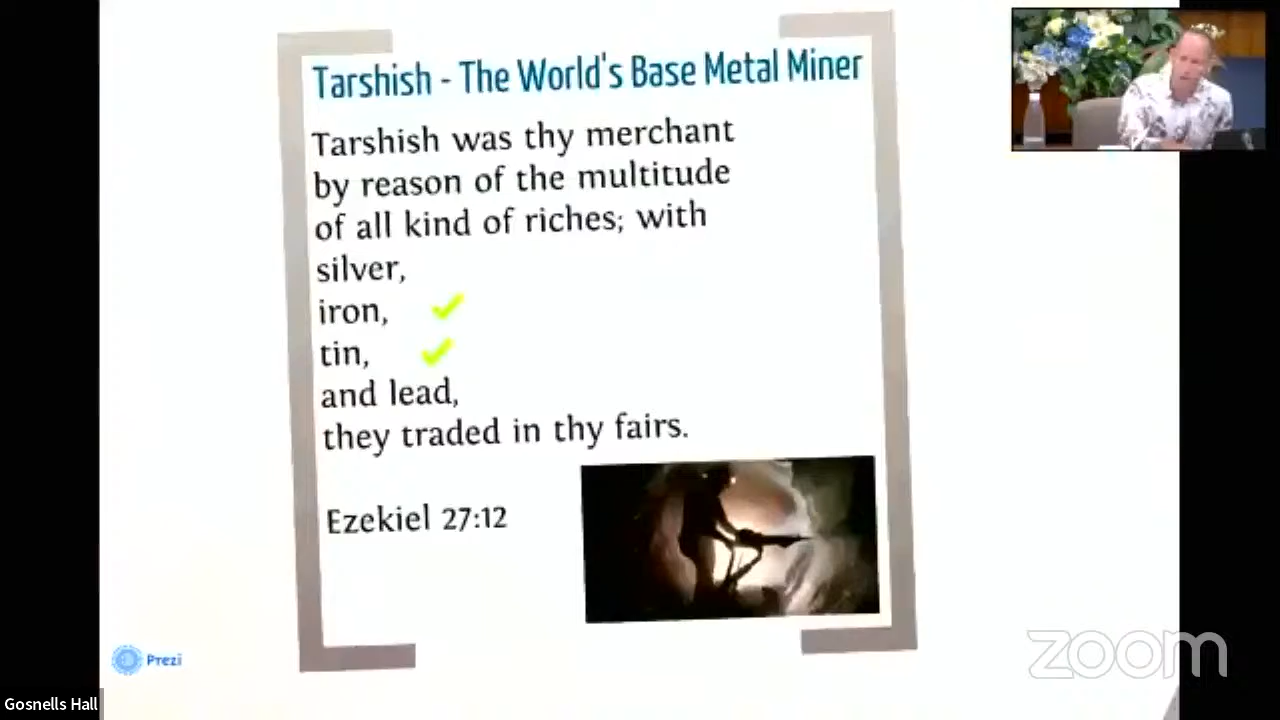 Tarshish - The World's Base Metal Miner
Tarshish was thy merchant
by reason of the multitude
of all kind of riches; with
silver,
iron,
tin,
and lead,
they traded in thy fairs.
Ezekiel 27:12
Prezi
zoom
Gosnells Hall